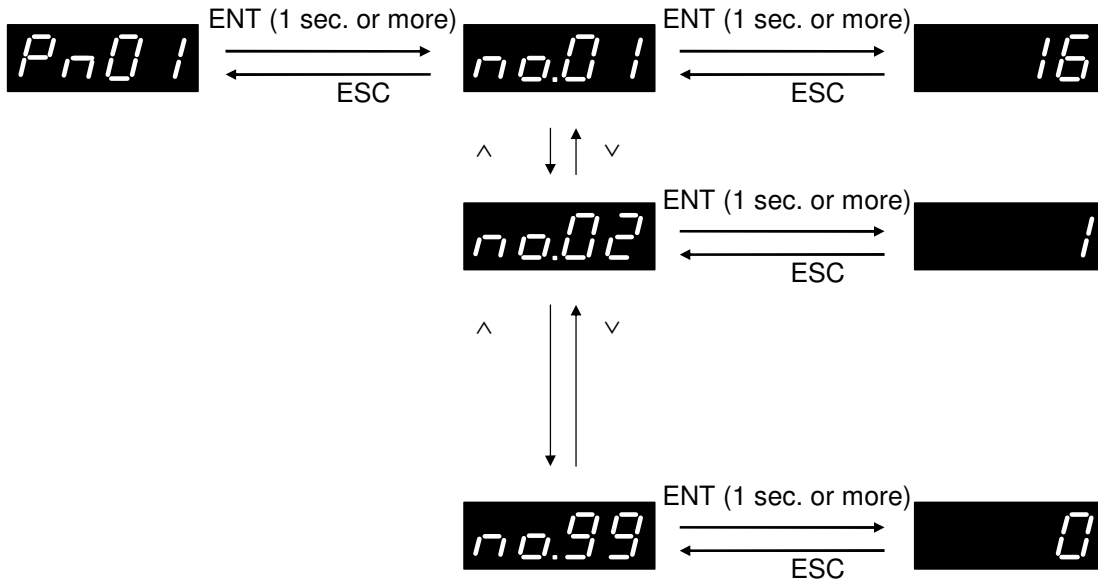 ENT (1 sec. or more) ENT (1 sec. or more)
Pn01 no.01 16
ESC ESC
∧ ∨
ENT (1 sec. or more)
no.02 1
ESC
∧ ∨
ENT (1 sec. or more)
no.99 0
ESC